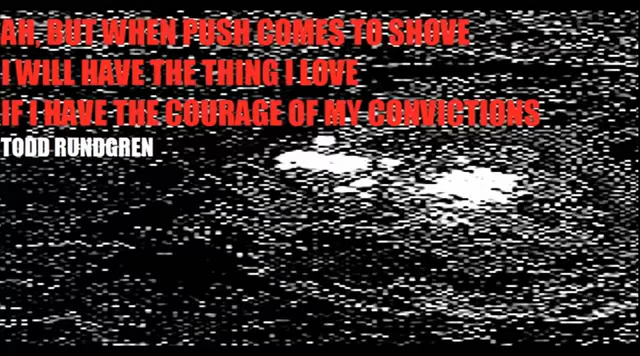 AH, BUT WHEN PUSH COMES TO SHOVE
I WILL HAVE THE THING I LOVE
IF I HAVE THE COURAGE OF MY CONVICTIONS
TODD RUNDGREN